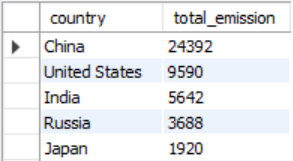 country total_emission
China 24392
United States 9590
India 5642
Russia 3688
Japan 1920